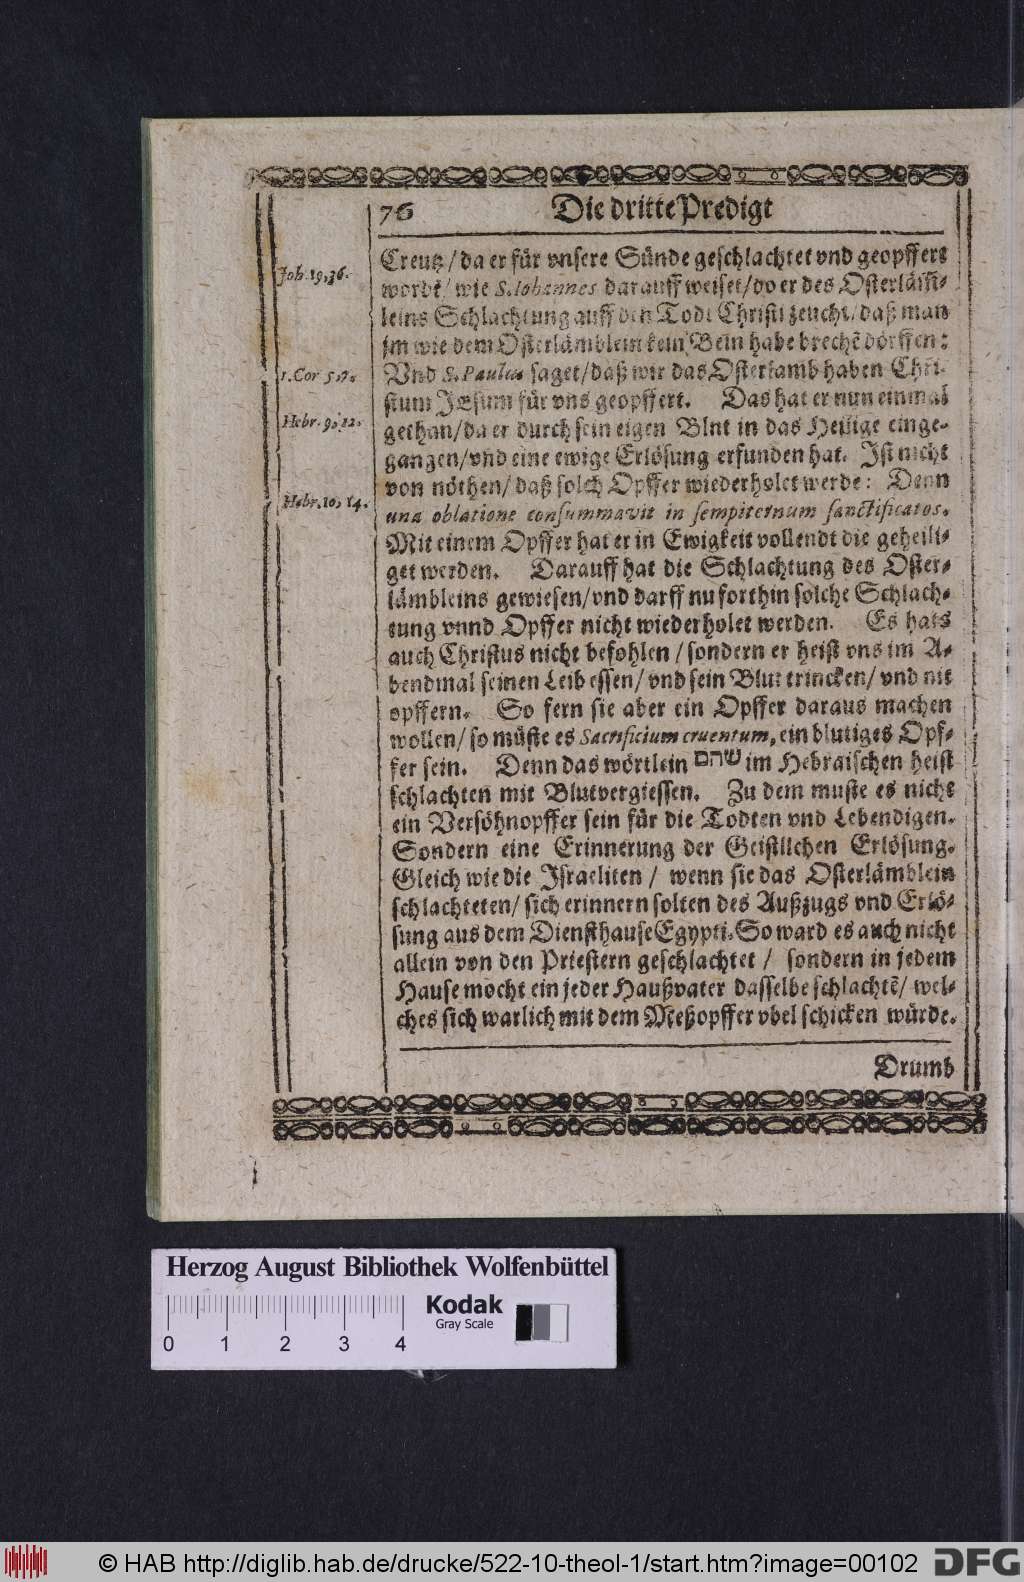 76 Die dritte Predigt
Joh. 19, 36.
1. Cor 5, 7.
Hebr. 9, 12.
Hebr. 10, 14.
Creutz / da er für vnsere Sünde geschlachtet vnd geopffert
wordẽ / wie S. Iohannes darauff weiset / do er des Osterläm̃-
leins Schlachtung auff den Todt Christi zeucht / daß man
jm wie dem Osterlämblein kein Bein habe brechẽ dörffen:
Vnd S. Paulus saget / daß wir das Osterlamb haben Chri-
stum JEsum für vns geopffert. Das hat er nun einmal
gethan / da er durch sein eigen Blut in das Heilige einge-
gangen / vnd eine ewige Erlösung erfunden hat. Ist nicht
von nöthen / daß solch Opffer wiederholet werde: Denn
una oblatione consummavit in sempiternum sanctificatos.
Mit einem Opffer hat er in Ewigkeit vollendt die geheili-
get werden. Darauff hat die Schlachtung des Oster-
lämbleins gewiesen / vnd darff nu forthin solche Schlach-
tung vnnd Opffer nicht wiederholet werden. Es hats
auch Christus nicht befohlen / sondern er heist vns im A-
bendmal seinen Leib essen / vnd sein Blut trincken / vnd nit
opffern. So fern sie aber ein Opffer daraus machen
wollen / so müste es Sacrificium cruentum, ein blutiges Opf-
fer sein. Denn das wörtlein שהם im Hebraischen heist
schlachten mit Blutvergiessen. Zu dem muste es nicht
ein Versöhnopffer sein für die Todten vnd Lebendigen.
Sondern eine Erinnerung der Geistlichen Erlösung.
Gleich wie die Israeliten / wenn sie das Osterlämblein
schlachteten / sich erinnern solten des Außzugs vnd Erlö-
sung aus dem Diensthause Egypti. So ward es auch nicht
allein von den Priestern geschlachtet / sondern in jedem
Hause mocht ein jeder Haußvater dasselbe schlachtẽ / wel-
ches sich warlich mit dem Meßopffer vbel schicken würde.
Drumb
Herzog August Bibliothek Wolfenbüttel
Kodak
Gray Scale
0 1 2 3 4
© HAB http://diglib.hab.de/drucke/522-10-theol-1/start.htm?image=00102
DFG